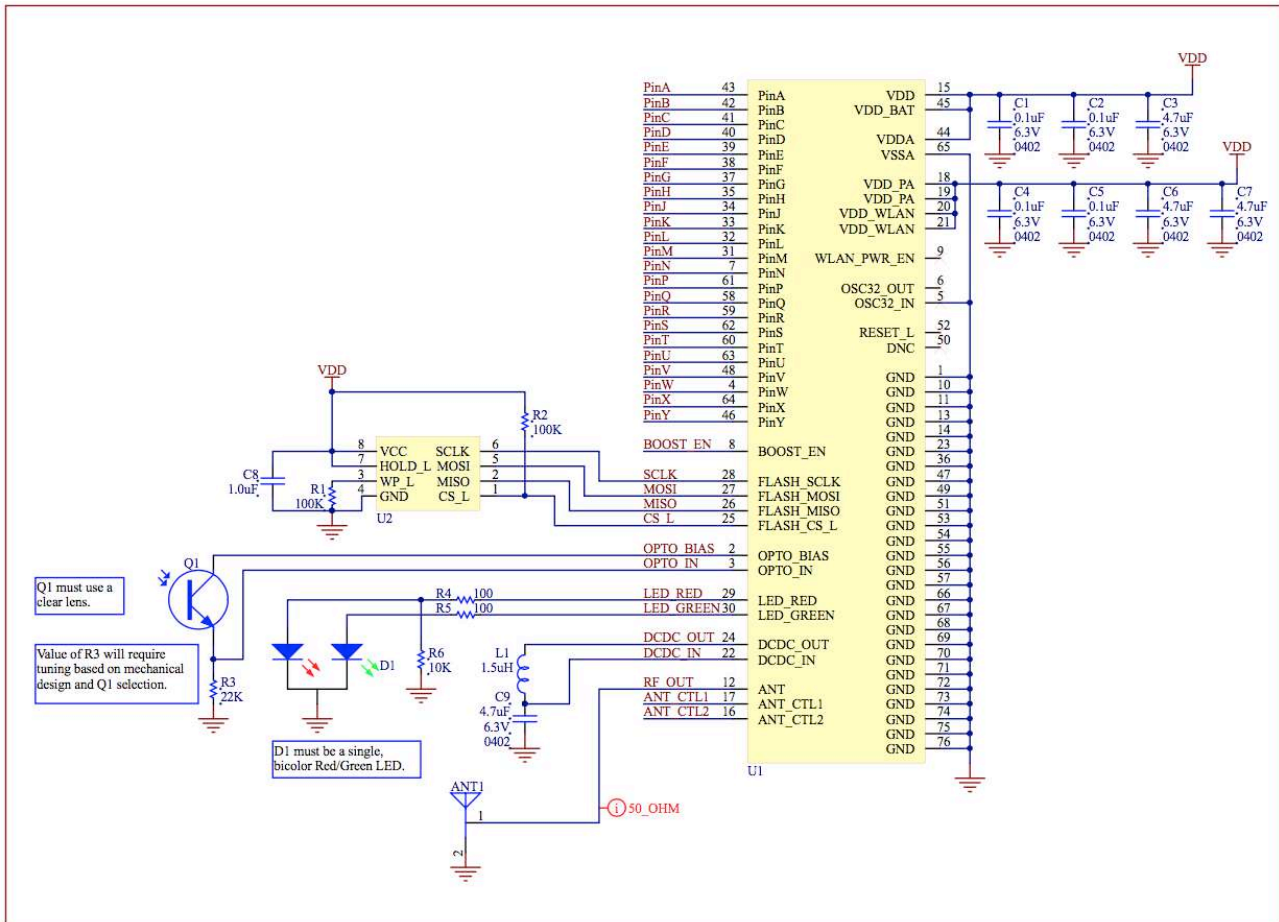 VDD
C1
0.1uF
6.3V
0402
C2
0.1uF
6.3V
0402
C3
4.7uF
6.3V
0402
VDD
C4
0.1uF
6.3V
0402
C5
0.1uF
6.3V
0402
C6
4.7uF
6.3V
0402
C7
4.7uF
6.3V
0402
PinA 43 PinA
PinB 42 PinB
PinC 41 PinC
PinD 40 PinD
PinE 39 PinE
PinF 38 PinF
PinG 37 PinG
PinH 35 PinH
PinJ 34 PinJ
PinK 33 PinK
PinL 32 PinL
PinM 31 PinM
PinN 7 PinN
PinP 61 PinP
PinQ 58 PinQ
PinR 59 PinR
PinS 62 PinS
PinT 60 PinT
PinU 63 PinU
PinV 48 PinV
PinW 4 PinW
PinX 64 PinX
PinY 46 PinY
BOOST_EN 8 BOOST_EN
SCLK 28 FLASH_SCLK
MOSI 27 FLASH_MOSI
MISO 26 FLASH_MISO
CS_L 25 FLASH_CS_L
OPTO_BIAS 2 OPTO_BIAS
OPTO_IN 3 OPTO_IN
LED_RED 29 LED_RED
LED_GREEN 30 LED_GREEN
DCDC_OUT 24 DCDC_OUT
DCDC_IN 22 DCDC_IN
RF_OUT 12 ANT
ANT_CTL1 17 ANT_CTL1
ANT_CTL2 16 ANT_CTL2
VDD 15
VDD_BAT 45
VDDA 44
VSSA 65
VDD_PA 18
VDD_PA 19
VDD_WLAN 20
VDD_WLAN 21
WLAN_PWR_EN 9
OSC32_OUT 6
OSC32_IN 5
RESET_L 52
DNC 50
GND 1
GND 10
GND 11
GND 13
GND 14
GND 23
GND 36
GND 47
GND 49
GND 51
GND 53
GND 54
GND 55
GND 56
GND 57
GND 66
GND 67
GND 68
GND 69
GND 70
GND 71
GND 72
GND 73
GND 74
GND 75
GND 76
U1
VDD
R2
100K
8 VCC SCLK 6
7 HOLD_L MOSI 5
3 WP_L MISO 2
4 GND CS_L 1
U2
C8
1.0uF
R1
100K
Q1
Q1 must use a
clear lens.
Value of R3 will require
tuning based on mechanical
design and Q1 selection.
R3
22K
R4 100
R5 100
R6
10K
D1
D1 must be a single,
bicolor Red/Green LED.
L1
1.5uH
C9
4.7uF
6.3V
0402
ANT1
1
2
i 50_OHM